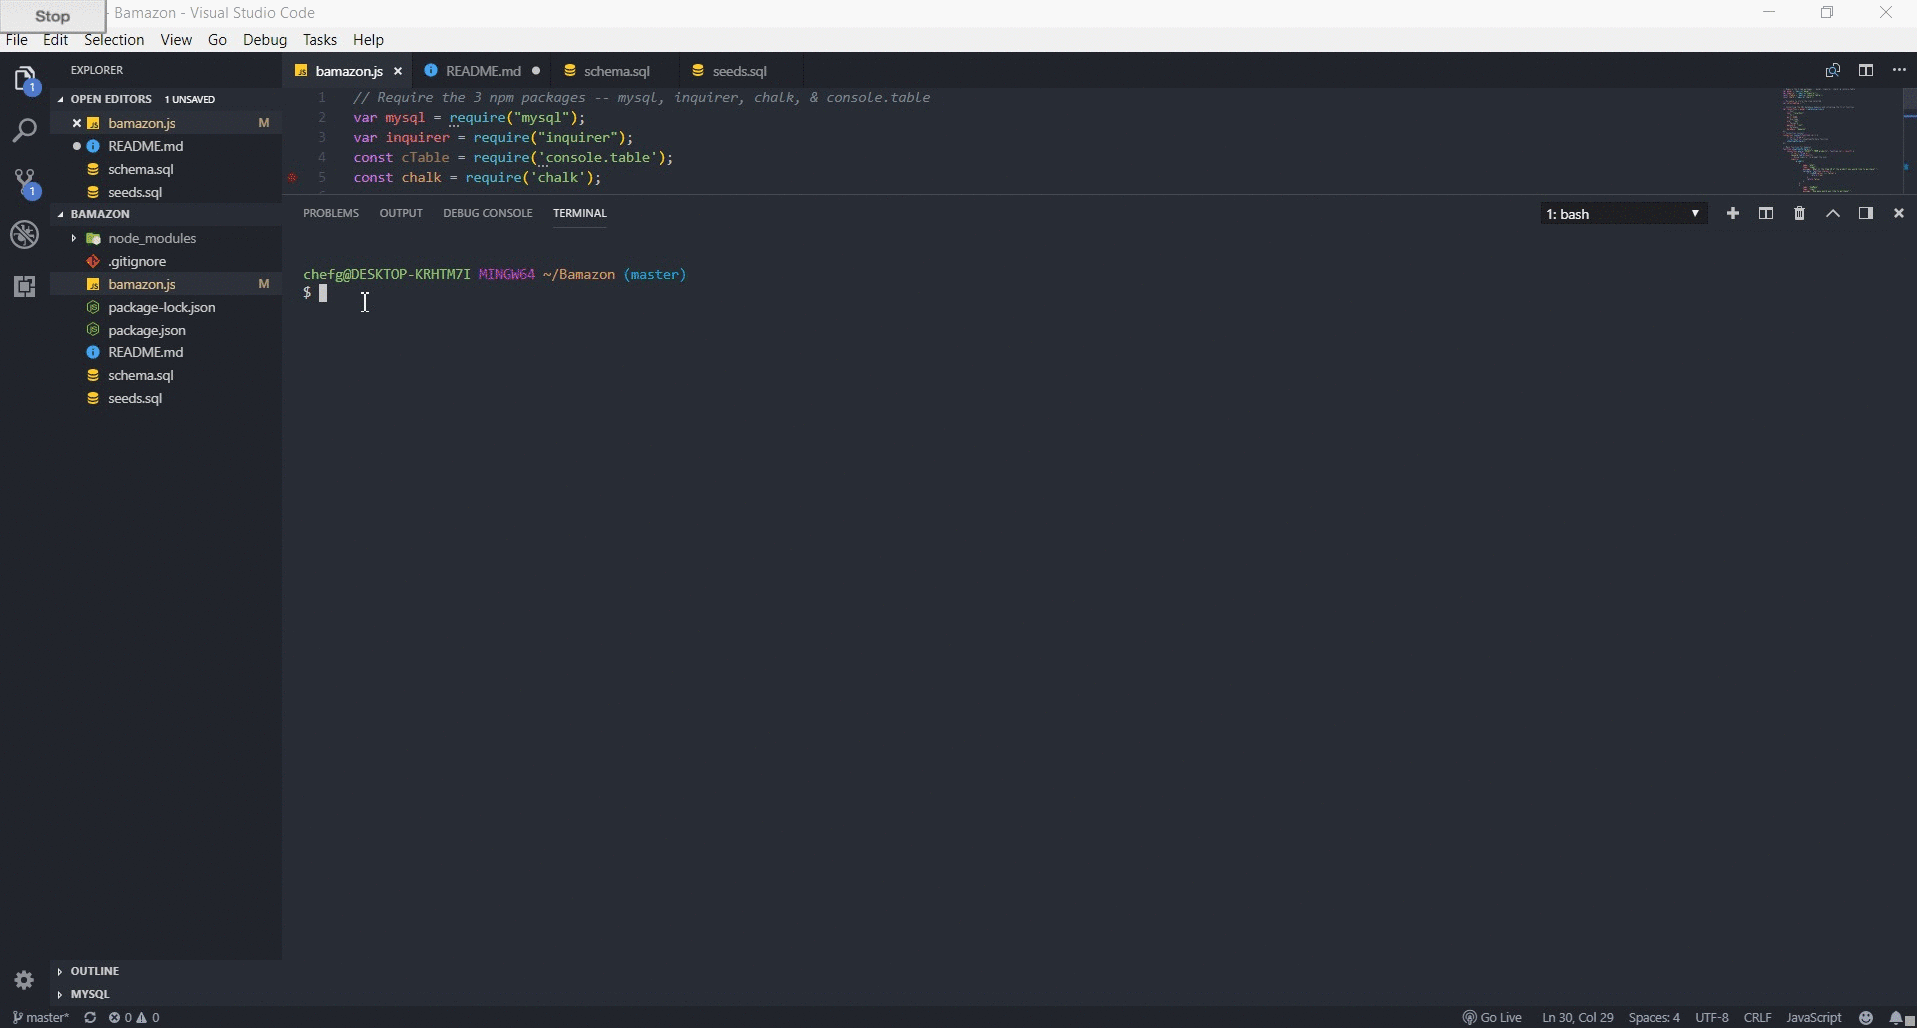 Stop
- Bamazon - Visual Studio Code
File Edit Selection View Go Debug Tasks Help
EXPLORER
OPEN EDITORS 1 UNSAVED
bamazon.js M
README.md
schema.sql
seeds.sql
BAMAZON
node_modules
.gitignore
bamazon.js M
package-lock.json
package.json
README.md
schema.sql
seeds.sql
OUTLINE
MYSQL
1
1
bamazon.js README.md schema.sql seeds.sql
1 // Require the 3 npm packages -- mysql, inquirer, chalk, & console.table
2 var mysql = require("mysql");
3 var inquirer = require("inquirer");
4 const cTable = require('console.table');
5 const chalk = require('chalk');
PROBLEMS OUTPUT DEBUG CONSOLE TERMINAL 1: bash
chefg@DESKTOP-KRHTM7I MINGW64 ~/Bamazon (master)
$
master* 0 0 Go Live Ln 30, Col 29 Spaces: 4 UTF-8 CRLF JavaScript